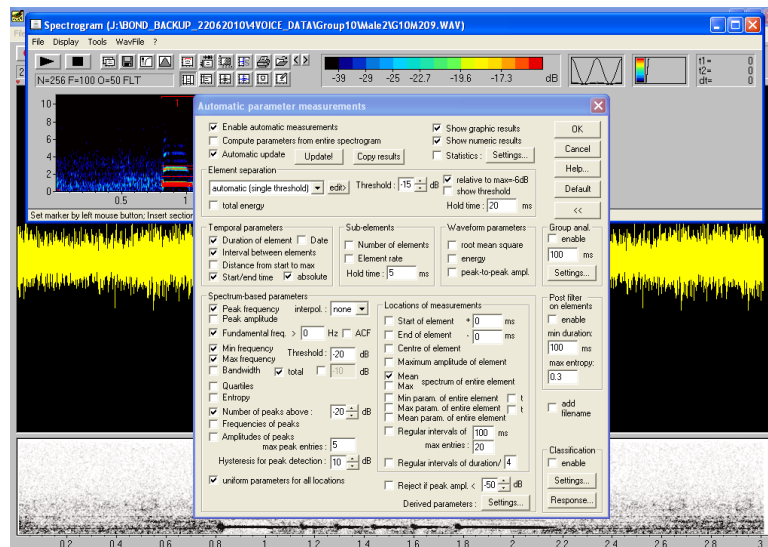 Spectrogram (J:\BOND_BACKUP_22062010\4VOICE_DATA\Group10\Male2\G10M209.WAV)
File Display Tools WavFile ?
N=256 F=100 O=50 FLT
-39 -29 -25 -22.7 -19.6 -17.3 dB
t1= 0
t2= 0
dt= 0
10
8
6
4
2
0
0.5 1
1
Set marker by left mouse button; Insert section
Automatic parameter measurements
Enable automatic measurements
Compute parameters from entire spectrogram
Automatic update Update! Copy results
Show graphic results
Show numeric results
Statistics : Settings...
OK
Cancel
Help...
Default
<<
Element separation
automatic (single threshold) edit> Threshold : -15 dB
relative to max=-6dB
show threshold
total energy
Hold time : 20 ms
Temporal parameters
Duration of element Date
Interval between elements
Distance from start to max
Start/end time absolute
Sub-elements
Number of elements
Element rate
Hold time : 5 ms
Waveform parameters
root mean square
energy
peak-to-peak ampl.
Group anal.
enable
100 ms
Settings...
Spectrum-based parameters
Peak frequency interpol. : none
Peak amplitude
Fundamental freq. > 0 Hz ACF
Min frequency
Max frequency
Threshold : -20 dB
Bandwidth total -10 dB
Quartiles
Entropy
Number of peaks above : -20 dB
Frequencies of peaks
Amplitudes of peaks
max peak entries : 5
Hysteresis for peak detection : 10 dB
uniform parameters for all locations
Locations of measurements
Start of element + 0 ms
End of element - 0 ms
Centre of element
Maximum amplitude of element
Mean
Max
spectrum of entire element
Min param. of entire element t
Max param. of entire element t
Mean param. of entire element
Regular intervals of 100 ms
max entries : 20
Regular intervals of duration/ 4
Reject if peak ampl. < -50 dB
Derived parameters : Settings...
Post filter
on elements
enable
min duration:
100 ms
max entropy:
0.3
add
filename
Classification
enable
Settings...
Response...
0.2 0.4 0.6 0.8 1 1.2 1.4 1.6 1.8 2 2.2 2.4 2.6 2.8 3